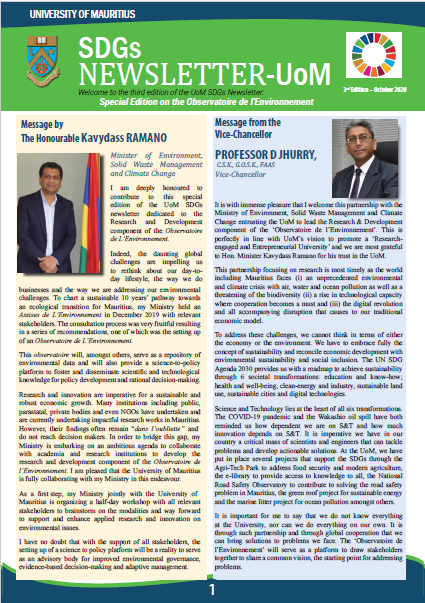 UNIVERSITY OF MAURITIUS
SDGs
NEWSLETTER-UoM
Welcome to the third edition of the UoM SDGs Newsletter:
Special Edition on the Observatoire de l'Environnement
3rd Edition – October 2020
Message by
The Honourable Kavydass RAMANO
Minister of Environment,
Solid Waste Management
and Climate Change
I am deeply honoured to
contribute to this special
edition of the UoM SDGs
newsletter dedicated to the
Research and Development
component of the Observatoire
de L'Environnement.
Indeed, the daunting global
challenges are impelling us
to rethink about our day-to-
day lifestyle, the way we do
businesses and the way we are addressing our environmental
challenges. To chart a sustainable 10 years' pathway towards
an ecological transition for Mauritius, my Ministry held an
Assises de L'Environnement in December 2019 with relevant
stakeholders. The consultation process was very fruitful resulting
in a series of recommendations, one of which was the setting up
of an Observatoire de L'Environnement.
This observatory will, amongst others, serve as a repository of
environmental data and will also provide a science-to-policy
platform to foster and disseminate scientific and technological
knowledge for policy development and rational decision-making.
Research and innovation are imperative for a sustainable and
robust economic growth. Many institutions including public,
parastatal, private bodies and even NGOs have undertaken and
are currently undertaking impactful research works in Mauritius.
However, their findings often remain "dans l'oubliette" and
do not reach decision makers. In order to bridge this gap, my
Ministry is embarking on an ambitious agenda to collaborate
with academia and research institutions to develop the
research and development component of the Observatoire de
l'Environnement. I am pleased that the University of Mauritius
is fully collaborating with my Ministry in this endeavour.
As a first step, my Ministry jointly with the University of
Mauritius is organizing a half-day workshop with all relevant
stakeholders to brainstorm on the modalities and way forward
to support and enhance applied research and innovation on
environmental issues.
I have no doubt that with the support of all stakeholders, the
setting up of a science to policy platform will be a reality to serve
as an advisory body for improved environmental governance,
evidence-based decision-making and adaptive management.
Message from the
Vice-Chancellor
PROFESSOR D JHURRY,
C.S.K., G.O.S.K., FAAS
Vice-Chancellor
It is with immense pleasure that I welcome this partnership with the
Ministry of Environment, Solid Waste Management and Climate
Change entrusting the UoM to lead the Research & Development
component of the 'Observatoire de l'Environnement'. This is
perfectly in line with UoM's vision to promote a 'Research-
engaged and Entrepreneurial University' and we are most grateful
to Hon. Minister Kavydass Ramano for his trust in the UoM.
This partnership focusing on research is most timely as the world
including Mauritius faces (i) an unprecedented environmental
and climate crisis with air, water and ocean pollution as well as a
threatening of the biodiversity (ii) a rise in technological capacity
where cooperation becomes a must and (iii) the digital revolution
and all accompanying disruption that causes to our traditional
economic model.
To address these challenges, we cannot think in terms of either
the economy or the environment. We have to embrace fully the
concept of sustainability and reconcile economic development with
environmental sustainability and social inclusion. The UN SDG
Agenda 2030 provides us with a roadmap to achieve sustainability
through 6 societal transformations: education and know-how;
health and well-being, clean-energy and industry, sustainable land
use, sustainable cities and digital technologies.
Science and Technology lies at the heart of all six transformations.
The COVID-19 pandemic and the Wakashio oil spill have both
reminded us how dependent we are on S&T and how much
innovation depends on S&T. It is imperative we have in our
country a critical mass of scientists and engineers that can tackle
problems and develop actionable solutions. At the UoM, we have
put in place several projects that support the SDGs through the
Agri-Tech Park to address food security and modern agriculture,
the e-library to provide access to knowledge to all, the National
Road Safety Observatory to contribute to solving the road safety
problem in Mauritius, the green roof project for sustainable energy
and the marine litter project for ocean pollution amongst others.
It is important for me to say that we do not know everything
at the University, nor can we do everything on our own. It is
through such partnership and through global cooperation that we
can bring solutions to problems we face. The 'Observatoire de
l'Environnement' will serve as a platform to draw stakeholders
together to share a common vision, the starting point for addressing
problems.
1